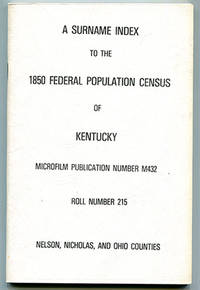 A SURNAME INDEX
TO THE
1850 FEDERAL POPULATION CENSUS
OF
KENTUCKY
MICROFILM PUBLICATION NUMBER M432
ROLL NUMBER 215
NELSON, NICHOLAS, AND OHIO COUNTIES